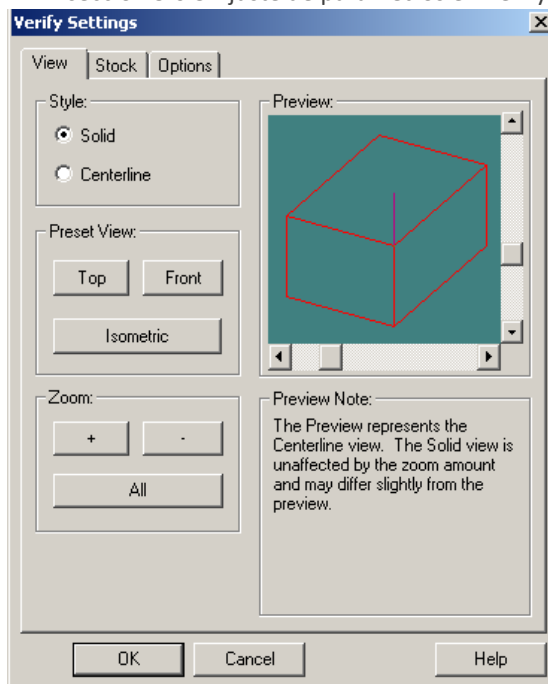 Verify Settings
View Stock Options
Style:
Solid
Centerline
Preview:
Preset View:
Top Front
Isometric
Zoom:
+ -
All
Preview Note:
The Preview represents the
Centerline view. The Solid view is
unaffected by the zoom amount
and may differ slightly from the
preview.
OK Cancel Help